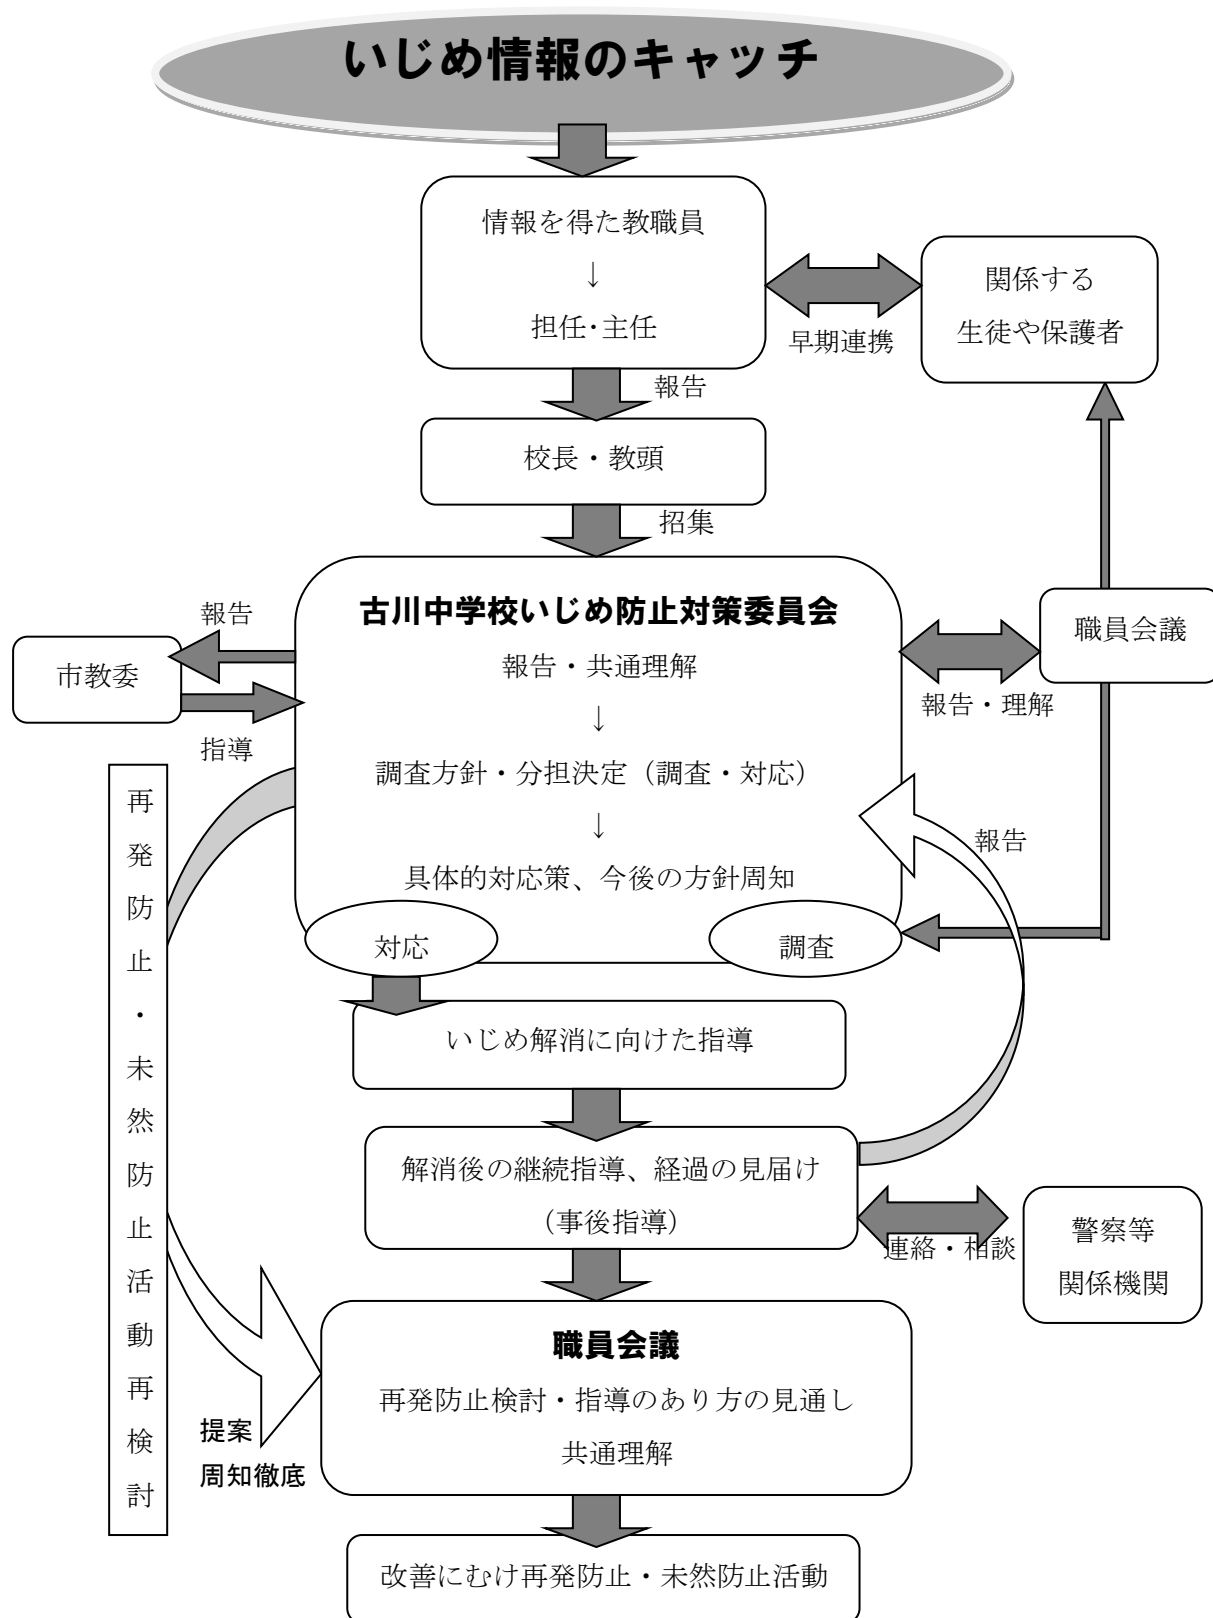 いじめ情報のキャッチ
情報を得た教職員
↓
担任・主任
早期連携
関係する
生徒や保護者
報告
校長・教頭
招集
古川中学校いじめ防止対策委員会
報告・共通理解
↓
調査方針・分担決定（調査・対応）
↓
具体的対応策、今後の方針周知
対応
調査
報告
市教委
指導
職員会議
報告・理解
報告
再発防止・未然防止活動再検討
いじめ解消に向けた指導
解消後の継続指導、経過の見届け
（事後指導）
連絡・相談
警察等
関係機関
職員会議
再発防止検討・指導のあり方の見通し
共通理解
提案
周知徹底
改善にむけ再発防止・未然防止活動